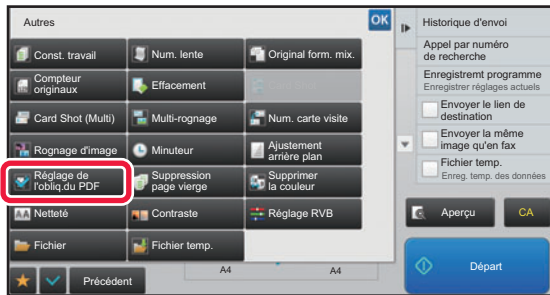 Autres
OK
Const. travail
Num. lente
Original form. mix.
Compteur
originaux
Effacement
Card Shot (Multi)
Multi-rognage
Num. carte visite
Rognage d'image
Minuteur
Ajustement
arrière plan
Réglage de
l'obliq.du PDF
Suppression
page vierge
Supprimer
la couleur
Netteté
Contraste
Réglage RVB
Fichier
Fichier temp.
Précédent
A4
A4
Historique d'envoi
Appel par numéro
de recherche
Enregistremt programme
Enregistrer réglages actuels
Envoyer le lien de
destination
Envoyer la même
image qu'en fax
Fichier temp.
Enreg. temp. des données
Aperçu
CA
Départ